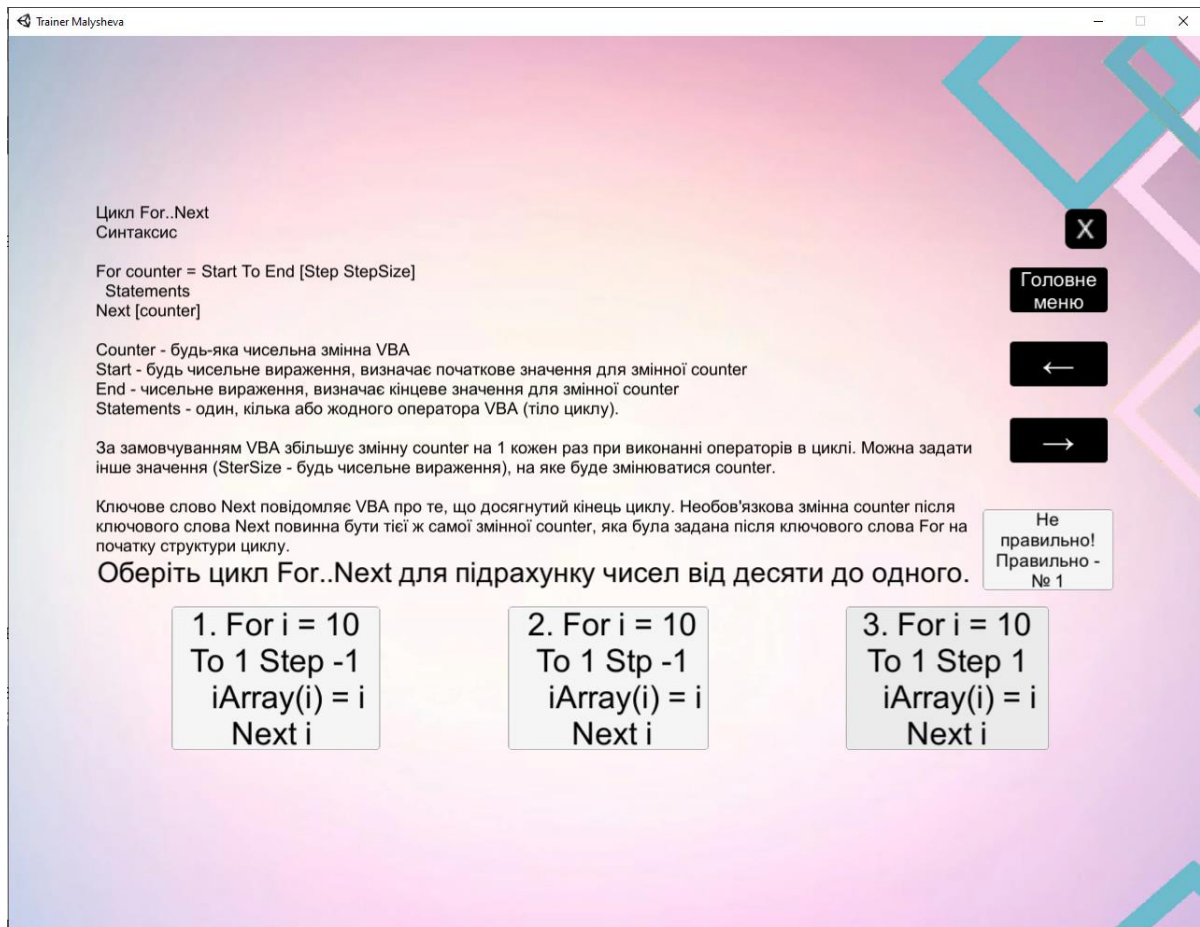 Trainer Malysheva
Цикл For..Next
Синтаксис
For counter = Start To End [Step StepSize]
Statements
Next [counter]
Counter - будь-яка чисельна змінна VBA
Start - будь чисельне вираження, визначає початкове значення для змінної counter
End - чисельне вираження, визначає кінцеве значення для змінної counter
Statements - один, кілька або жодного оператора VBA (тіло циклу).
За замовчуванням VBA збільшує змінну counter на 1 кожен раз при виконанні операторів в циклі. Можна задати
інше значення (SterSize - будь чисельне вираження), на яке буде змінюватися counter.
Ключове слово Next повідомляє VBA про те, що досягнутий кінець циклу. Необов'язкова змінна counter після
ключового слова Next повинна бути тієї ж самої змінної counter, яка була задана після ключового слова For на
початку структури циклу.
Оберіть цикл For..Next для підрахунку чисел від десяти до одного.
1. For i = 10
To 1 Step -1
iArray(i) = i
Next i
2. For i = 10
To 1 Stp -1
iArray(i) = i
Next i
3. For i = 10
To 1 Step 1
iArray(i) = i
Next i
X
Головне
меню
←
→
Не
правильно!
Правильно -
№ 1